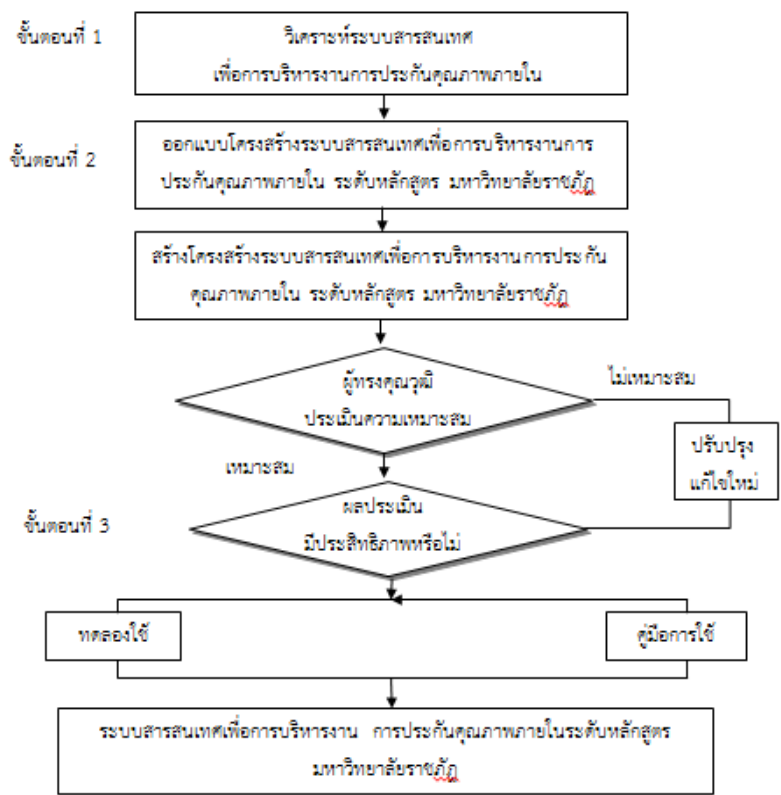 ขั้นตอนที่ 1
วิเคราะห์ระบบสารสนเทศ
เพื่อการบริหารงานการประกันคุณภาพภายใน
ขั้นตอนที่ 2
ออกแบบโครงสร้างระบบสารสนเทศเพื่อการบริหารงานการ
ประกันคุณภาพภายใน ระดับหลักสูตร มหาวิทยาลัยราชภัฏ
สร้างโครงสร้างระบบสารสนเทศเพื่อการบริหารงานการประกัน
คุณภาพภายใน ระดับหลักสูตร มหาวิทยาลัยราชภัฏ
ผู้ทรงคุณวุฒิ
ประเมินความเหมาะสม
ไม่เหมาะสม
ปรับปรุง
แก้ไขใหม่
เหมาะสม
ขั้นตอนที่ 3
ผลประเมิน
มีประสิทธิภาพหรือไม่
ทดลองใช้
คู่มือการใช้
ระบบสารสนเทศเพื่อการบริหารงาน การประกันคุณภาพภายในระดับหลักสูตร
มหาวิทยาลัยราชภัฏ